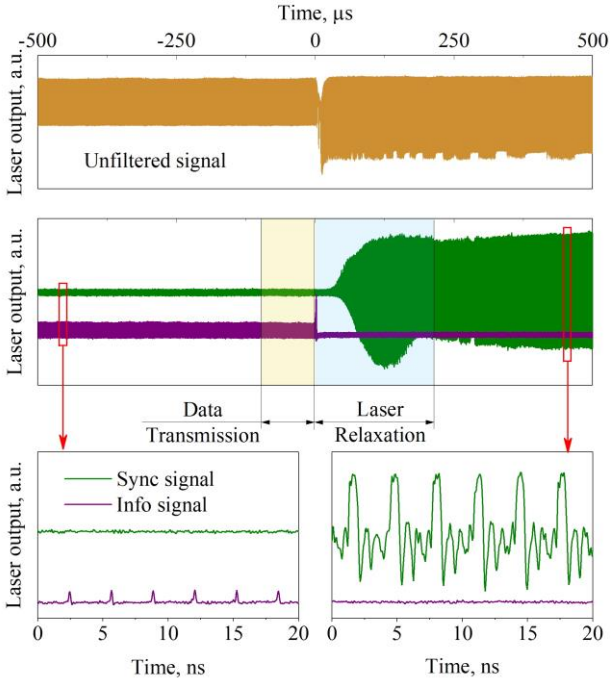 Time, μs
-500 -250 0 250 500
Laser output, a.u.
Unfiltered signal
Laser output, a.u.
Data Transmission
Laser Relaxation
Laser output, a.u.
Sync signal
Info signal
0 5 10 15 20
0 5 10 15 20
Time, ns
Time, ns